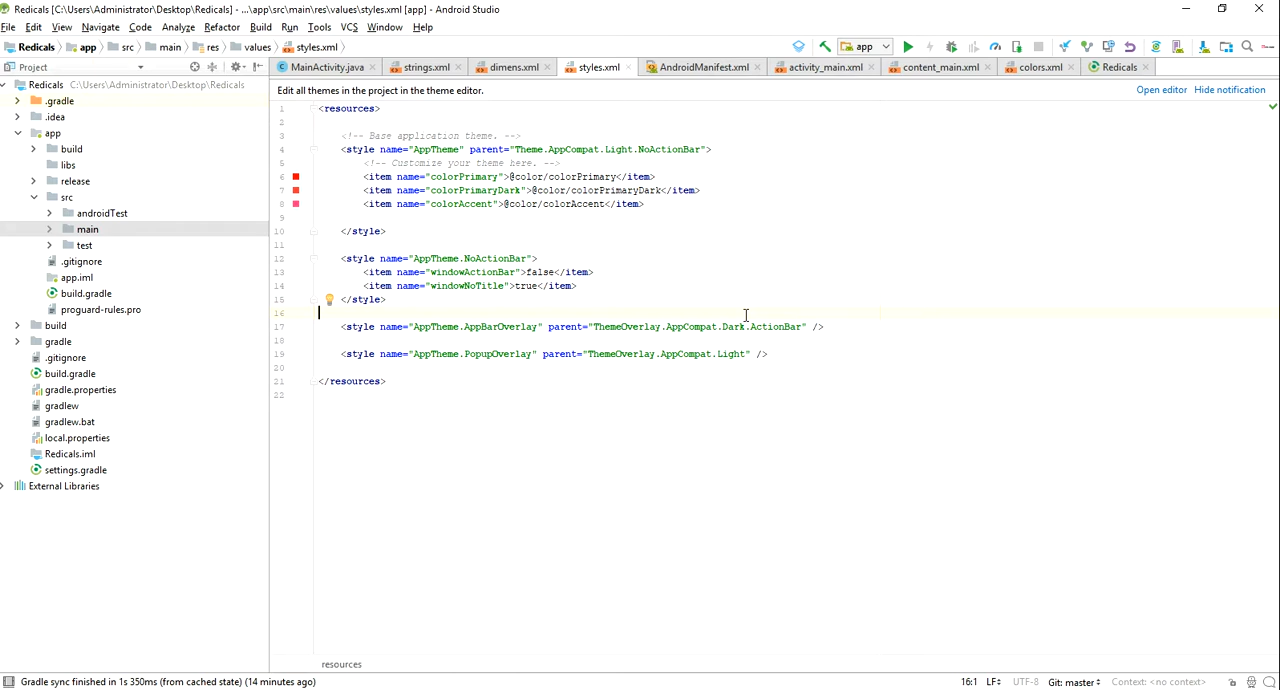 Redicals [C:\Users\Administrator\Desktop\Redicals] - ...\app\src\main\res\values\styles.xml [app] - Android Studio
File Edit View Navigate Code Analyze Refactor Build Run Tools VCS Window Help
Redicals app src main res values styles.xml app
Project MainActivity.java strings.xml dimens.xml styles.xml AndroidManifest.xml activity_main.xml content_main.xml colors.xml Redicals
Redicals C:\Users\Administrator\Desktop\Redicals
.gradle
.idea
app
build
libs
release
src
androidTest
main
test
.gitignore
app.iml
build.gradle
proguard-rules.pro
build
gradle
.gitignore
build.gradle
gradle.properties
gradlew
gradlew.bat
local.properties
Redicals.iml
settings.gradle
External Libraries
Edit all themes in the project in the theme editor. Open editor Hide notification
1 <resources>
2
3 <!-- Base application theme. -->
4 <style name="AppTheme" parent="Theme.AppCompat.Light.NoActionBar">
5 <!-- Customize your theme here. -->
6 <item name="colorPrimary">@color/colorPrimary</item>
7 <item name="colorPrimaryDark">@color/colorPrimaryDark</item>
8 <item name="colorAccent">@color/colorAccent</item>
9
10 </style>
11
12 <style name="AppTheme.NoActionBar">
13 <item name="windowActionBar">false</item>
14 <item name="windowNoTitle">true</item>
15 </style>
16
17 <style name="AppTheme.AppBarOverlay" parent="ThemeOverlay.AppCompat.Dark.ActionBar" />
18
19 <style name="AppTheme.PopupOverlay" parent="ThemeOverlay.AppCompat.Light" />
20
21 </resources>
22
resources
Gradle sync finished in 1s 350ms (from cached state) (14 minutes ago) 16:1 LF÷ UTF-8 Git: master÷ Context: <no context>